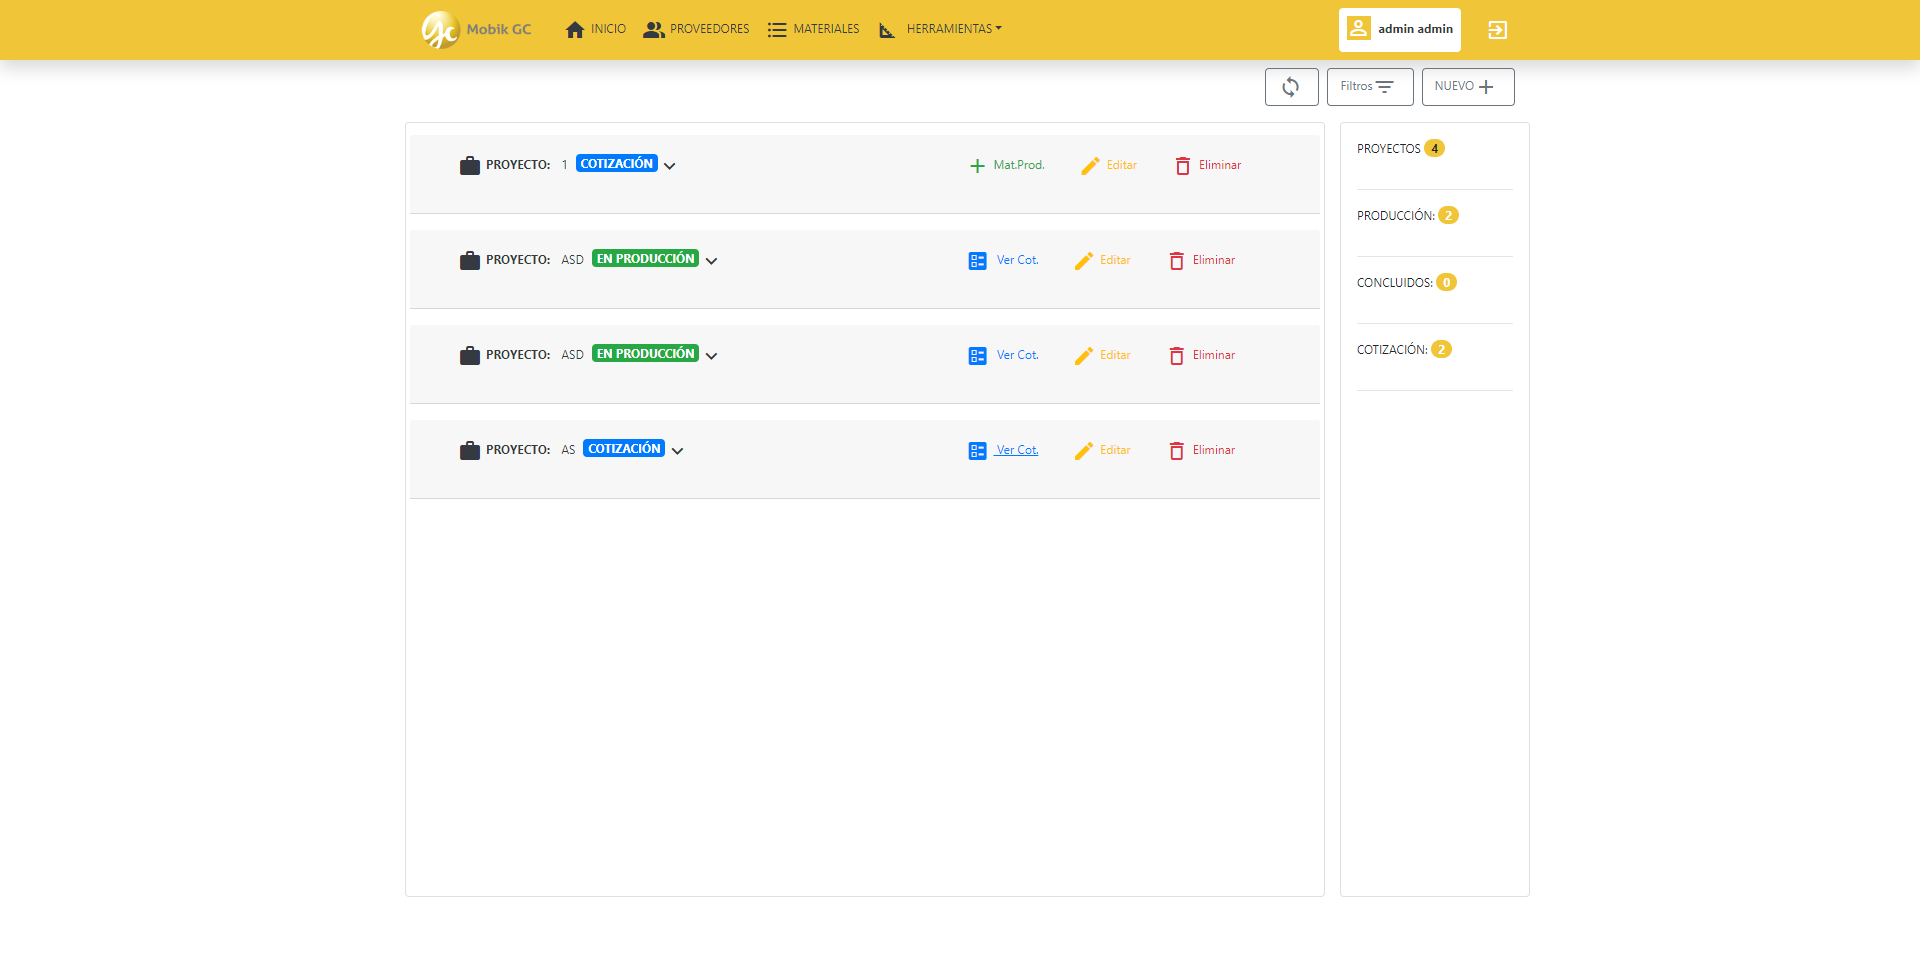 Mobik GC INICIO PROVEEDORES MATERIALES HERRAMIENTAS admin admin
Filtros NUEVO
PROYECTO: 1 COTIZACIÓN Mat.Prod. Editar Eliminar
PROYECTO: ASD EN PRODUCCIÓN Ver Cot. Editar Eliminar
PROYECTO: ASD EN PRODUCCIÓN Ver Cot. Editar Eliminar
PROYECTO: AS COTIZACIÓN Ver Cot. Editar Eliminar
PROYECTOS 4
PRODUCCIÓN: 2
CONCLUIDOS: 0
COTIZACIÓN: 2